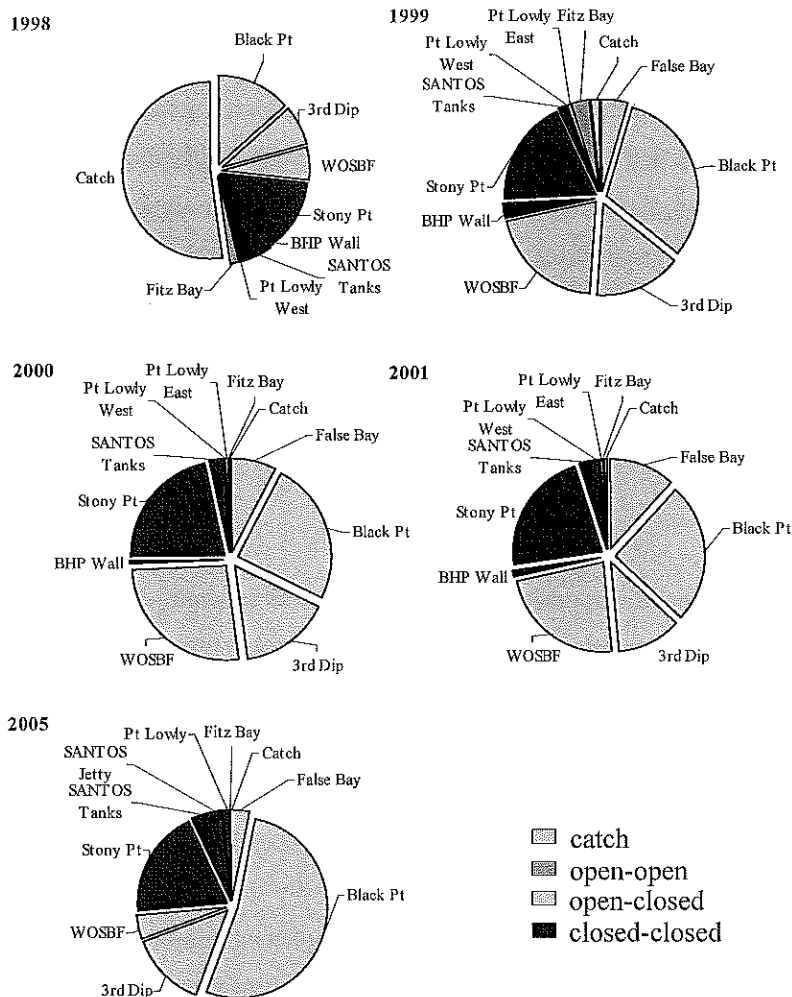 1998
Black Pt
3rd Dip
WOSBF
Stony Pt
BHP Wall
SANTOS
Tanks
Pt Lowly
West
Fitz Bay
Catch
1999
Pt Lowly
East
Fitz Bay
Catch
False Bay
Pt Lowly
West
SANTOS
Tanks
Black Pt
Stony Pt
BHP Wall
WOSBF
3rd Dip
2000
Pt Lowly
East
Fitz Bay
Pt Lowly
West
Catch
False Bay
SANTOS
Tanks
Stony Pt
Black Pt
BHP Wall
WOSBF
3rd Dip
2001
Pt Lowly
East
Fitz Bay
Catch
Pt Lowly
West
SANTOS
Tanks
False Bay
Stony Pt
Black Pt
BHP Wall
WOSBF
3rd Dip
2005
Pt Lowly
Fitz Bay
SANTOS
Jetty
Catch
SANTOS
Tanks
False Bay
Stony Pt
Black Pt
WOSBF
3rd Dip
catch
open-open
open-closed
closed-closed